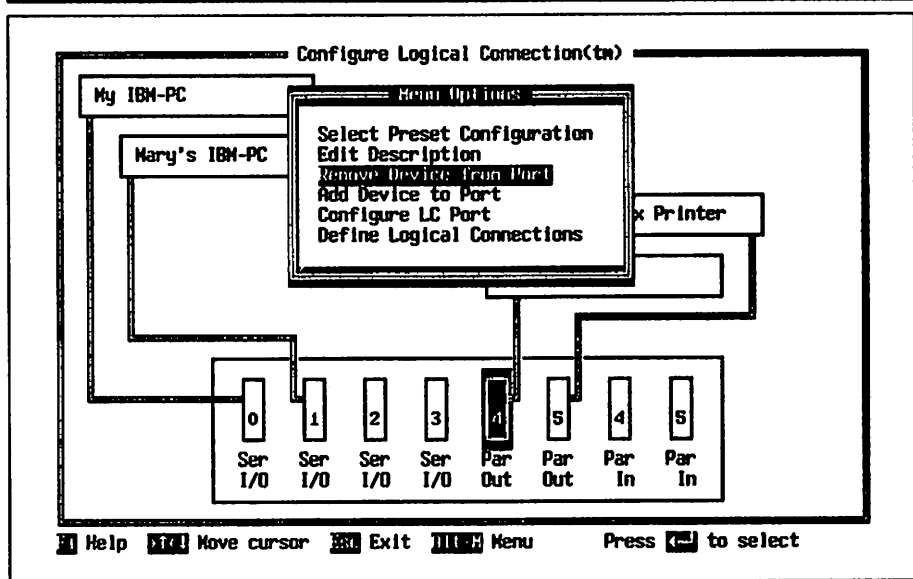 Configure Logical Connection(tm)
My IBM-PC
Menu Options
Select Preset Configuration
Edit Description
Remove Device from Port
Add Device to Port
Configure LC Port
Define Logical Connections
Mary's IBM-PC
x Printer
0 1 2 3 4 5 4 5
Ser Ser Ser Ser Par Par Par Par
I/O I/O I/O I/O Out Out In In
F1 Help Move cursor ESC Exit Alt-M Menu Press to select